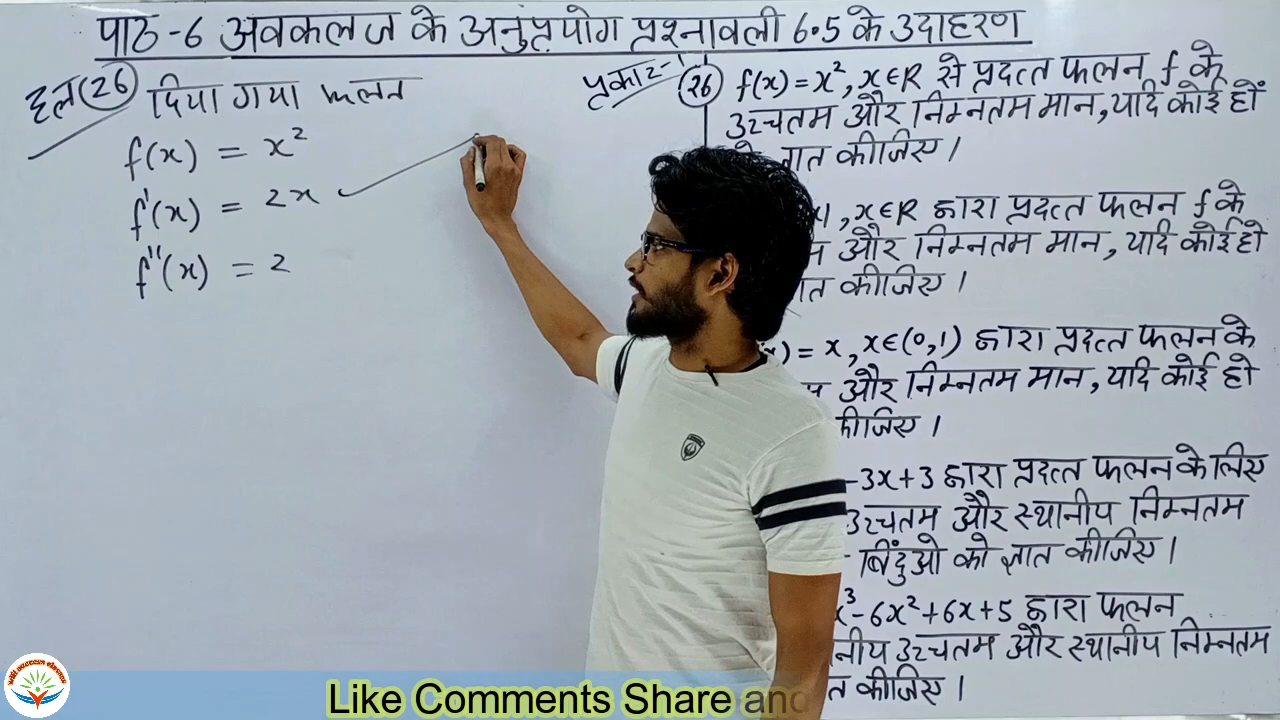 पाठ -6 अवकलज के अनुप्रयोग प्रश्नावली 6.5 के उदाहरण
हल (26) दिया गया फलन
f(x) = x²
f'(x) = 2x
f''(x) = 2
प्रकार-1
(26) f(x) = x², x∈R से प्रदत्त फलन f के
उच्चतम और निम्नतम मान, यदि कोई हों
ज्ञात कीजिए।
, x∈R द्वारा प्रदत्त फलन f के
और निम्नतम मान, यदि कोई हो
कीजिए।
) = x, x∈(0,1) द्वारा प्रदत्त फलन के
और निम्नतम मान, यदि कोई हो
कीजिए।
-3x+3 द्वारा प्रदत्त फलन के लिए
उच्चतम और स्थानीय निम्नतम
बिंदुओ को ज्ञात कीजिए।
x³-6x²+6x+5 द्वारा फलन
उच्चतम और स्थानीय निम्नतम
कीजिए।
Like Comments Share and